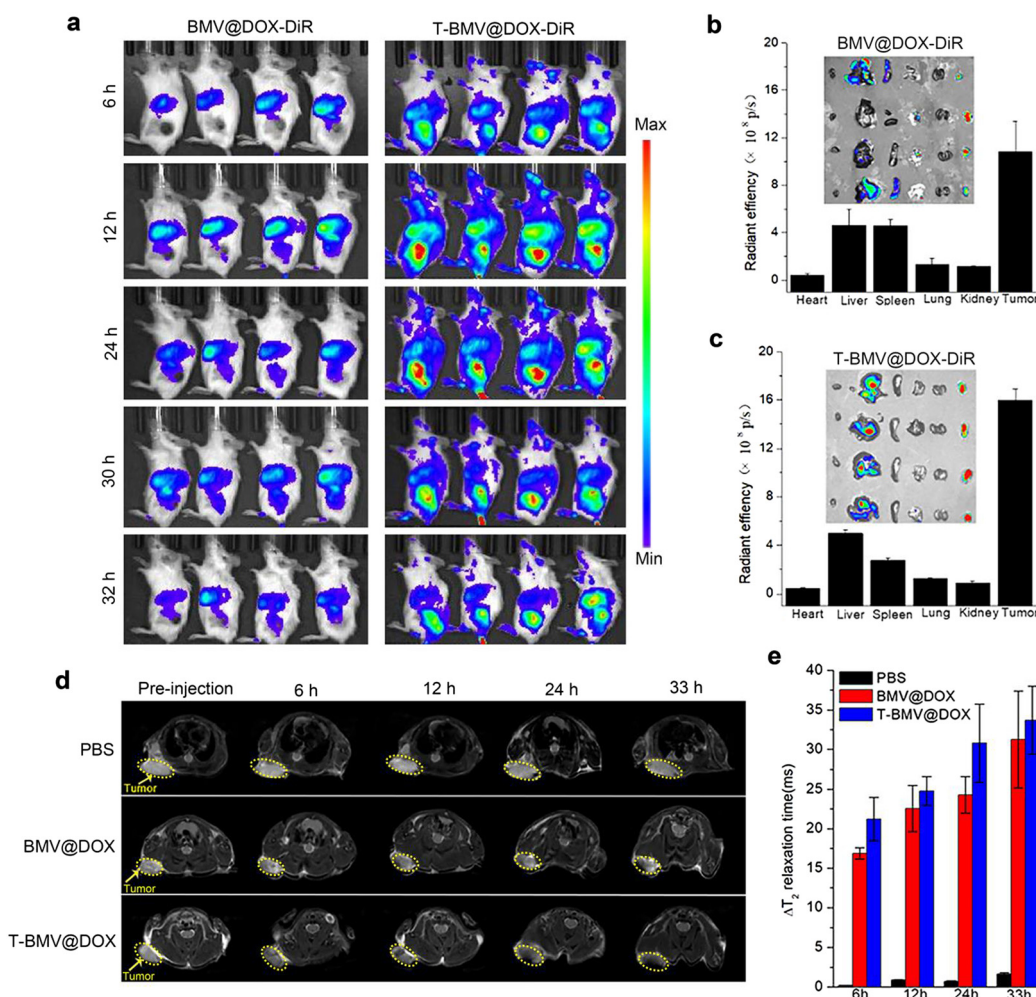 a
BMV@DOX-DiR
T-BMV@DOX-DiR
6 h
12 h
24 h
30 h
32 h
Max
Min
b
BMV@DOX-DiR
Radiant effiency (× 10⁸ p/s)
20
16
12
8
4
0
Heart Liver Spleen Lung Kidney Tumor
c
T-BMV@DOX-DiR
Radiant effiency (× 10⁸ p/s)
20
16
12
8
4
0
Heart Liver Spleen Lung Kidney Tumor
d
Pre-injection 6 h 12 h 24 h 33 h
PBS
Tumor
BMV@DOX
Tumor
T-BMV@DOX
Tumor
e
PBS
BMV@DOX
T-BMV@DOX
ΔT₂ relaxation time(ms)
40
35
30
25
20
15
10
5
0
6h 12h 24h 33h